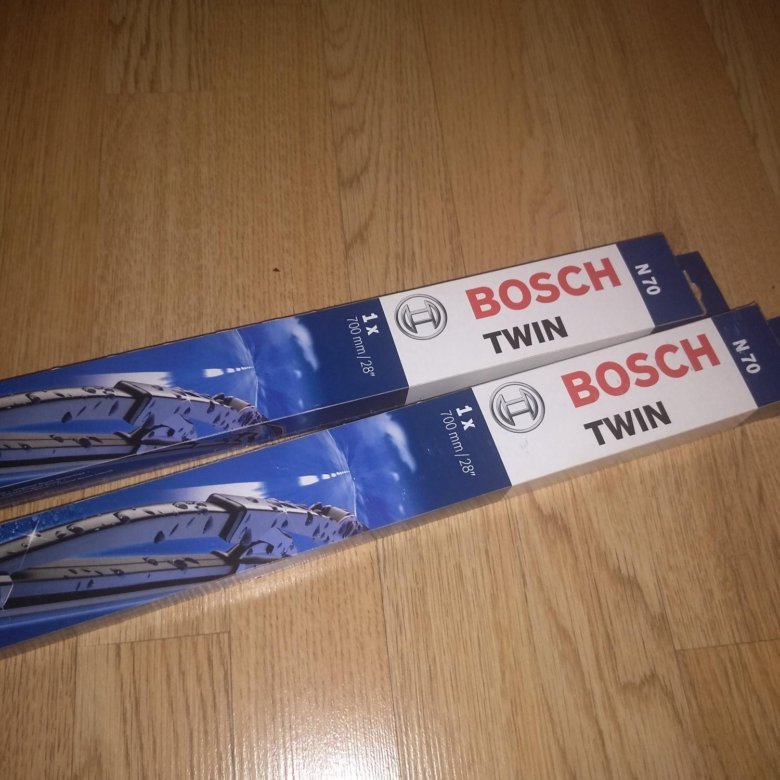 1 x
700 mm / 28"
BOSCH
TWIN
N 70
1 x
700 mm / 28"
BOSCH
TWIN
N 70